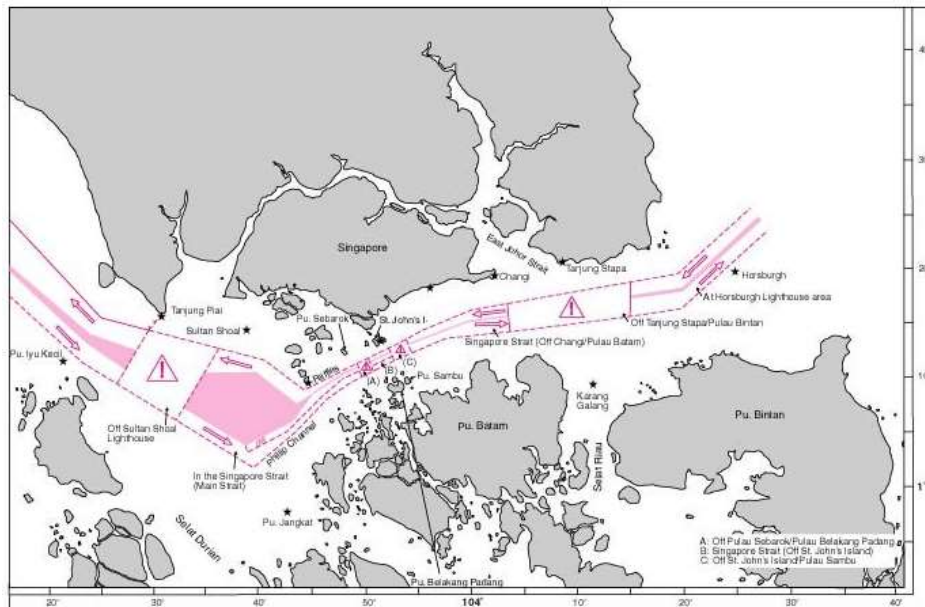 Singapore
East Johor Strait
Tanjung Stapa
Changi
Horsburgh
At Horsburgh Lighthouse area
Tanjung Piai
Sultan Shoal
Pu. Sebarok
St. John's I-
Off Tanjung Stapa/Pulau Bintan
Singapore Strait (Off Changi/Pulau Batam)
Pu. Iyu Kecil
Raffles
(A)
(B)
(C)
Pu. Sambu
Karang
Galang
Pu. Batam
Pu. Bintan
Off Sultan Shoal
Lighthouse
Philip Channel
In the Singapore Strait
(Main Strait)
Selat Riau
Pu. Jangkat
Selat Durian
Pu. Belakang Padang
A: Off Pulau Sebarok/Pulau Belakang Padang
B: Singapore Strait (Off St. John's Island)
C: Off St. John's Island/Pulau Sambu
20' 30' 40' 50' 104° 10' 20' 30' 40'